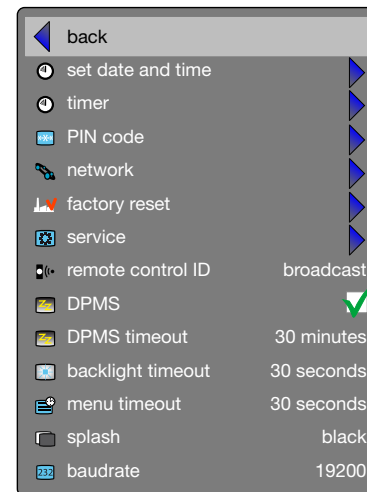 back
set date and time
timer
PIN code
network
factory reset
service
remote control ID broadcast
DPMS
DPMS timeout 30 minutes
backlight timeout 30 seconds
menu timeout 30 seconds
splash black
232 baudrate 19200